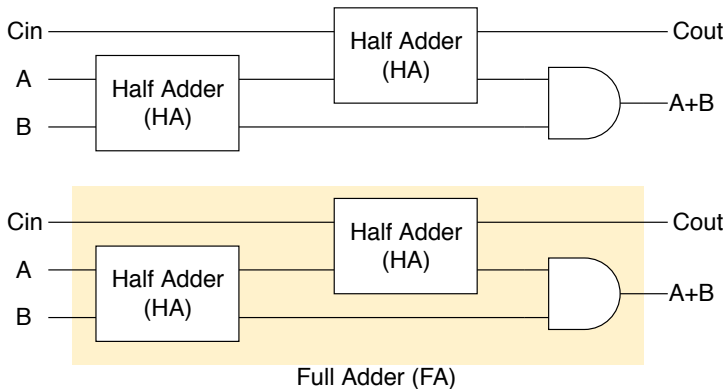 Cin
Half Adder
(HA)
Cout
A
Half Adder
(HA)
A+B
B
Cin
Half Adder
(HA)
Cout
A
Half Adder
(HA)
A+B
B
Full Adder (FA)